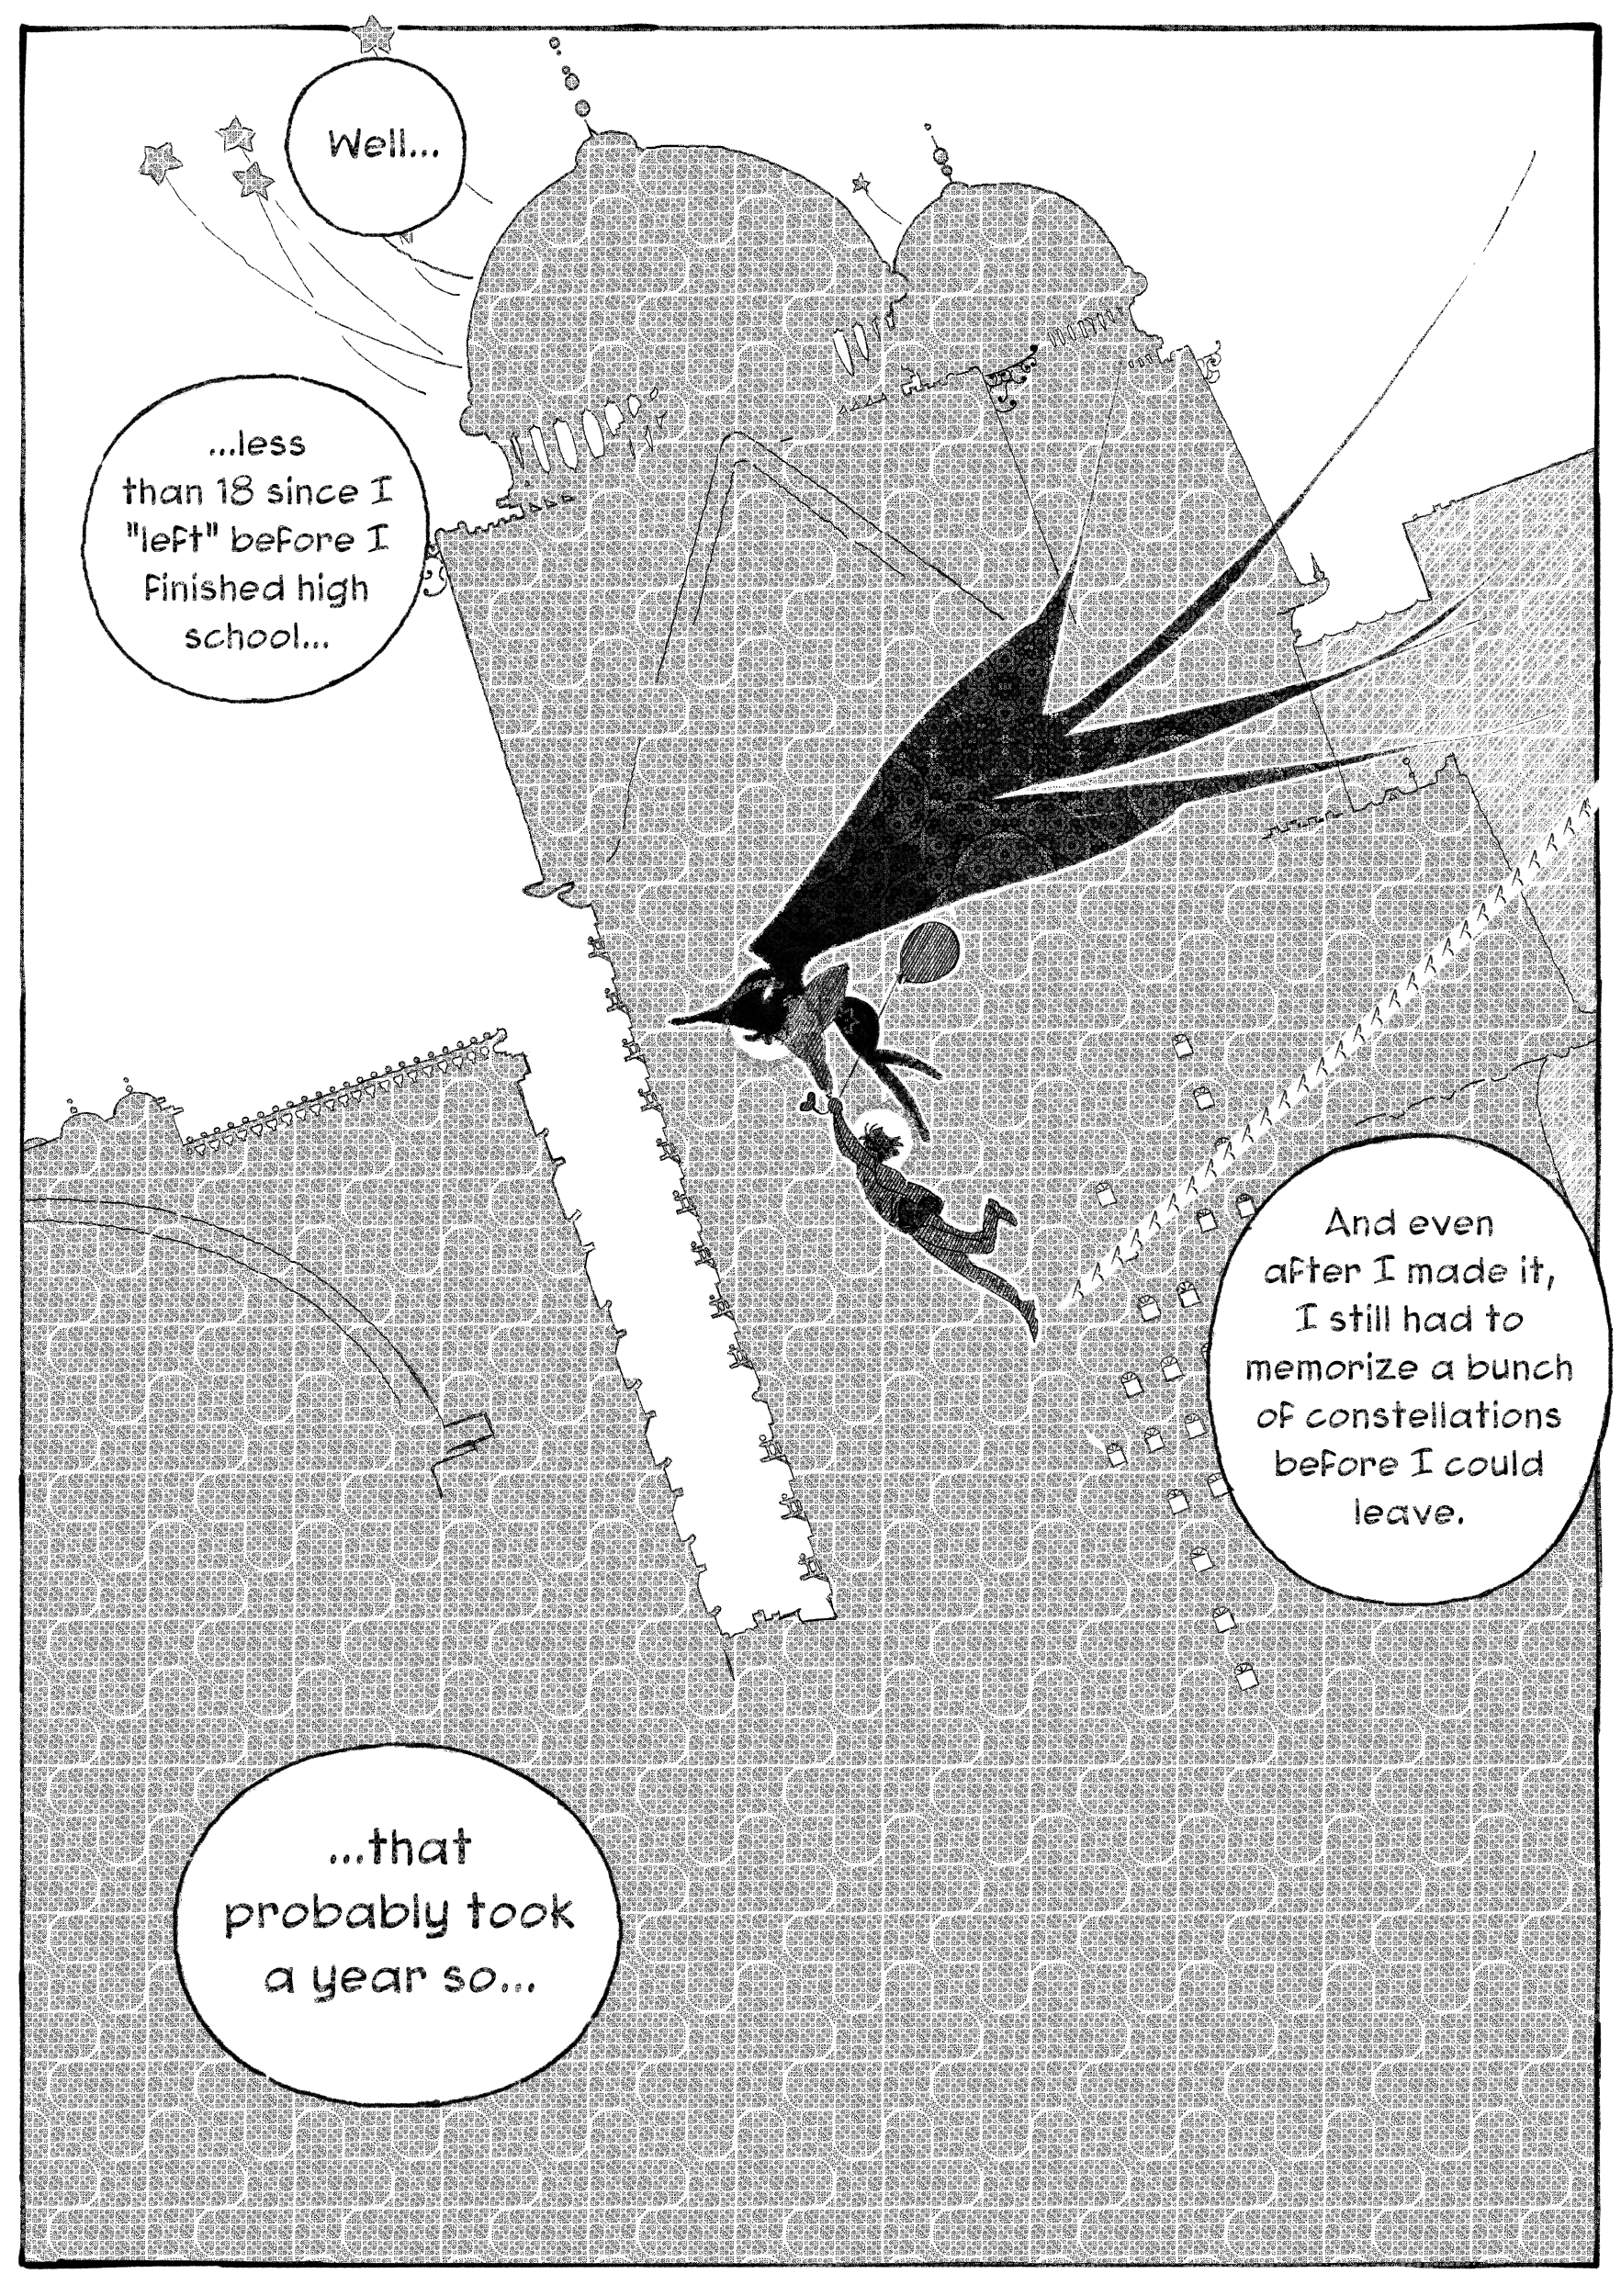 Well...
...less
than 18 since I
"left" before I
finished high
school...
And even
after I made it,
I still had to
memorize a bunch
of constellations
before I could
leave.
...that
probably took
a year so...